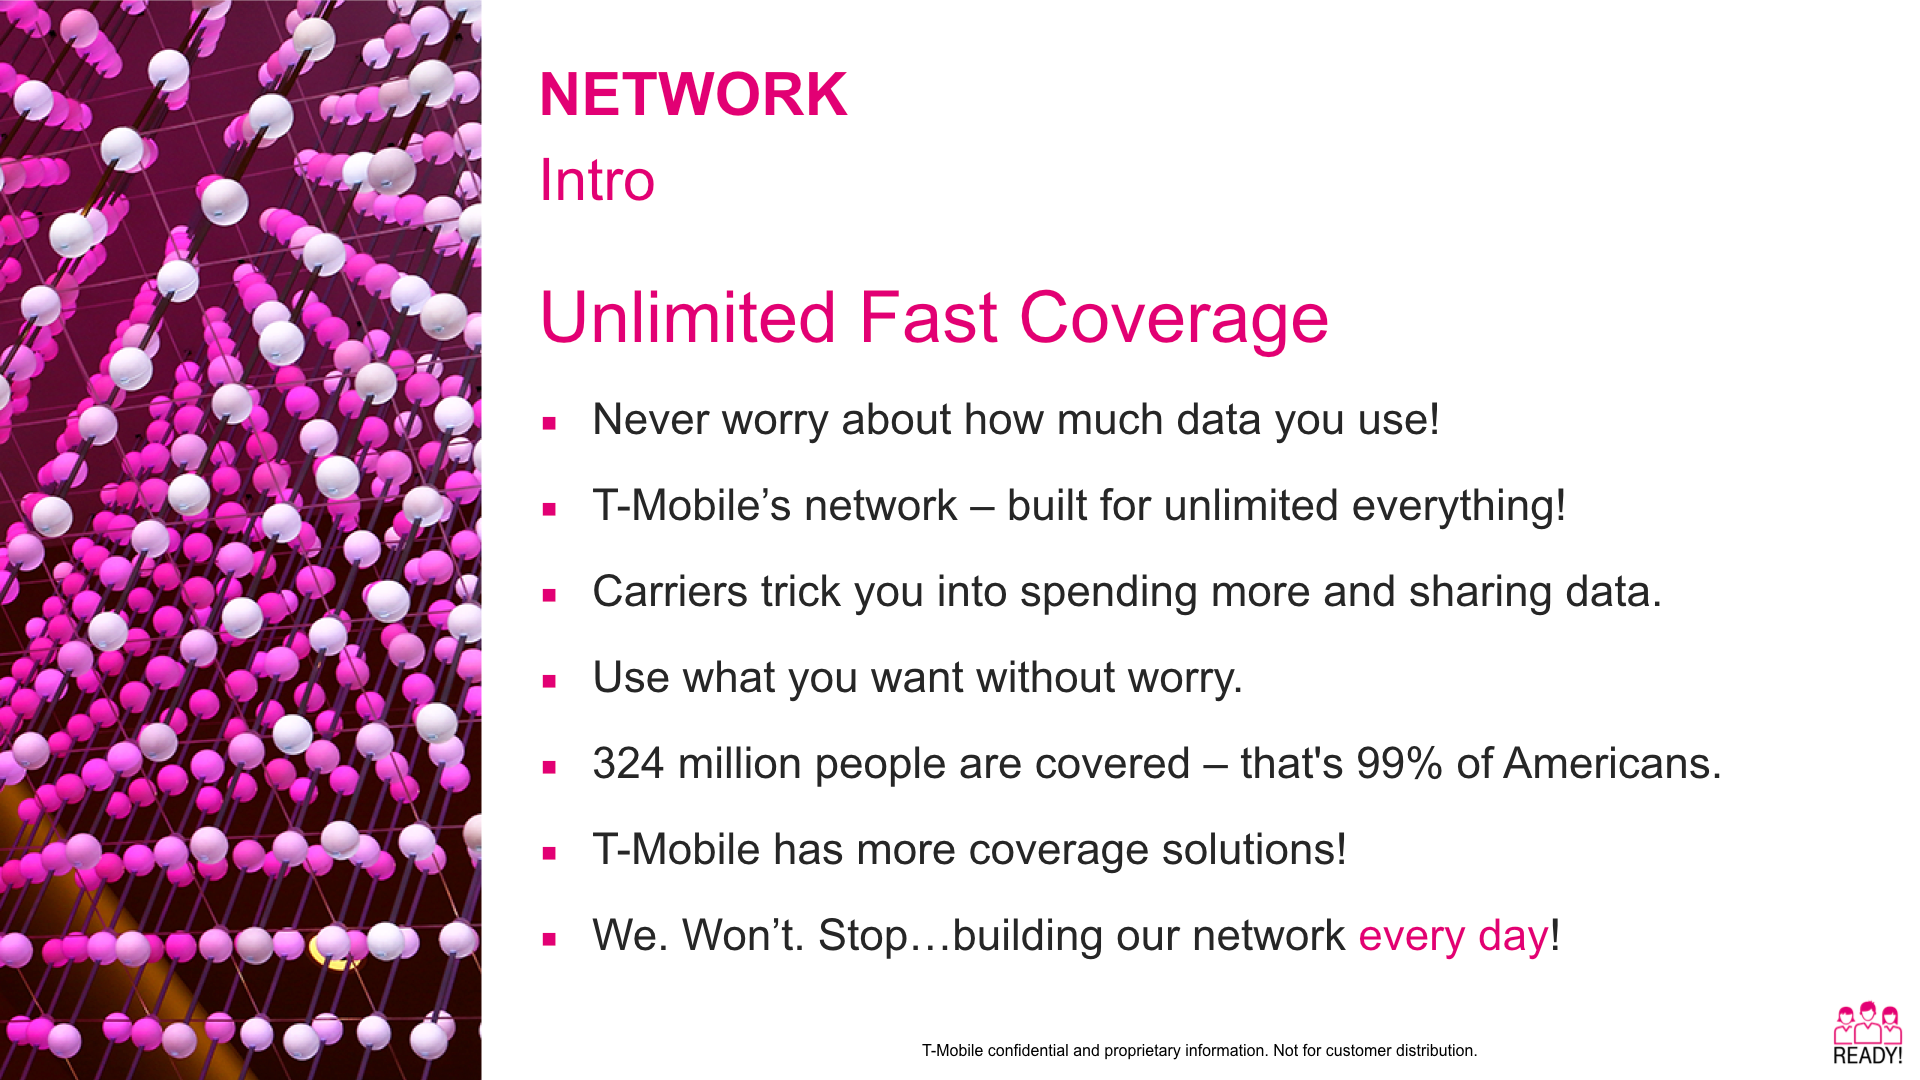 NETWORK
Intro
Unlimited Fast Coverage
▪ Never worry about how much data you use!
▪ T-Mobile’s network – built for unlimited everything!
▪ Carriers trick you into spending more and sharing data.
▪ Use what you want without worry.
▪ 324 million people are covered – that's 99% of Americans.
▪ T-Mobile has more coverage solutions!
▪ We. Won’t. Stop…building our network every day!
T-Mobile confidential and proprietary information. Not for customer distribution.
READY!